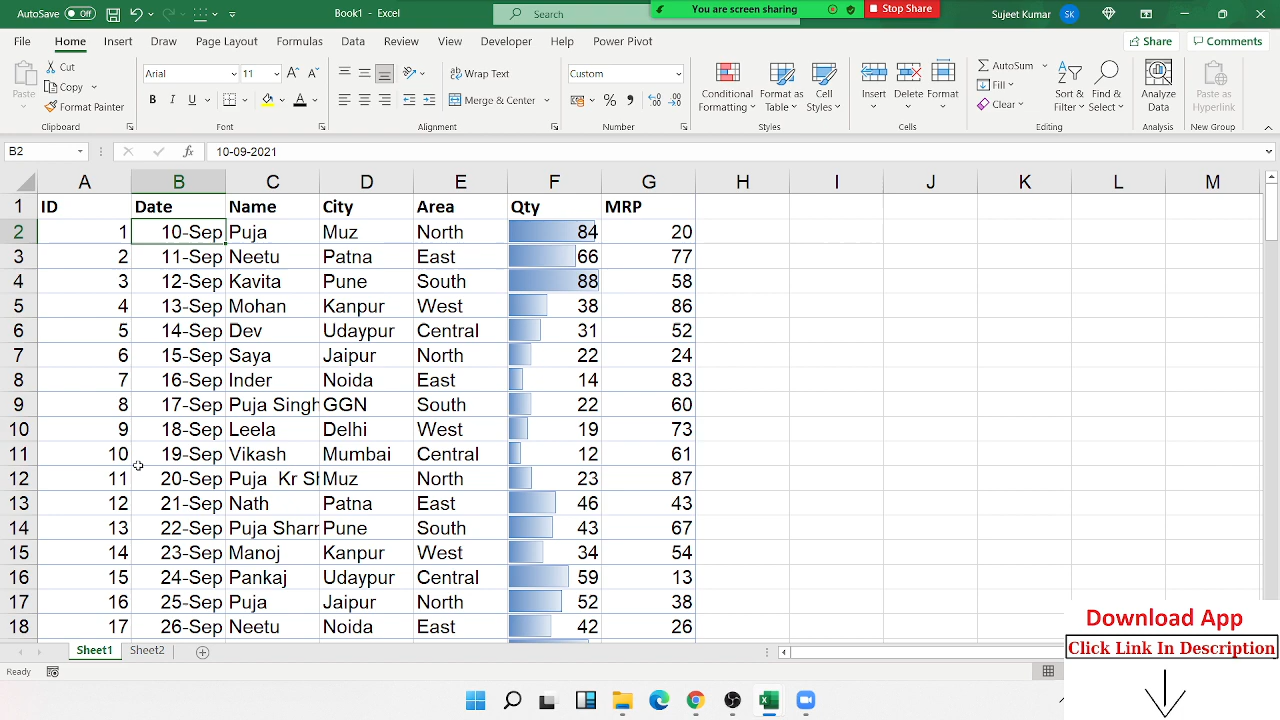 AutoSave Off Book1 - Excel Search You are screen sharing Stop Share Sujeet Kumar SK
File Home Insert Draw Page Layout Formulas Data Review View Developer Help Power Pivot Share Comments
Paste Cut Copy Format Painter Clipboard
Arial 11 B I U A Font
Wrap Text Merge & Center Alignment
Custom % Number
Conditional Formatting Format as Table Cell Styles Styles
Insert Delete Format Cells
AutoSum Fill Clear Sort & Filter Find & Select Editing
Analyze Data Analysis
Paste as Hyperlink New Group
B2 fx 10-09-2021
A B C D E F G H I J K L M
1 ID Date Name City Area Qty MRP
2 1 10-Sep Puja Muz North 84 20
3 2 11-Sep Neetu Patna East 66 77
4 3 12-Sep Kavita Pune South 88 58
5 4 13-Sep Mohan Kanpur West 38 86
6 5 14-Sep Dev Udaypur Central 31 52
7 6 15-Sep Saya Jaipur North 22 24
8 7 16-Sep Inder Noida East 14 83
9 8 17-Sep Puja Singh GGN South 22 60
10 9 18-Sep Leela Delhi West 19 73
11 10 19-Sep Vikash Mumbai Central 12 61
12 11 20-Sep Puja Kr Muz North 23 87
13 12 21-Sep Nath Patna East 46 43
14 13 22-Sep Puja Pune South 43 67
15 14 23-Sep Manoj Kanpur West 34 54
16 15 24-Sep Pankaj Udaypur Central 59 13
17 16 25-Sep Puja Jaipur North 52 38
18 17 26-Sep Neetu Noida East 42 26
Sheet1 Sheet2
Ready
Download App
Click Link In Description